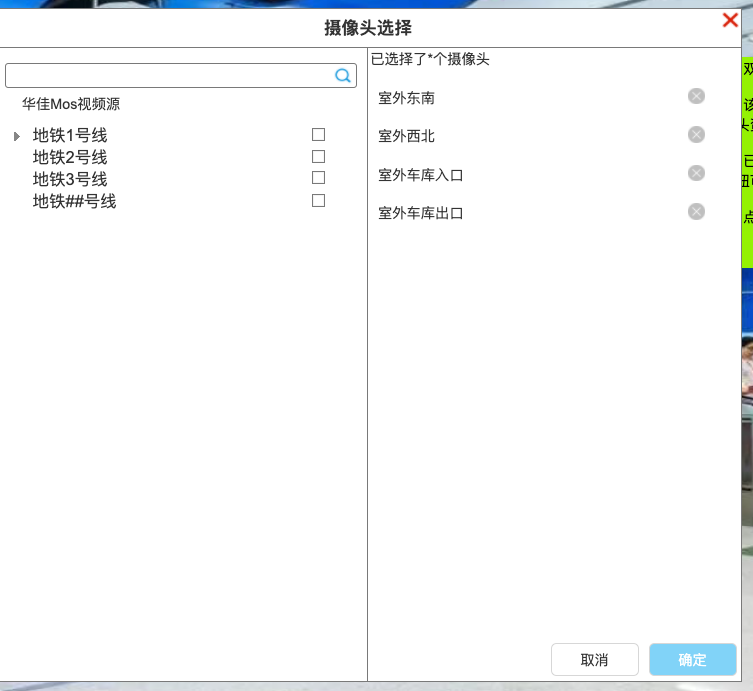 摄像头选择
华佳Mos视频源
地铁1号线
地铁2号线
地铁3号线
地铁##号线
已选择了*个摄像头
室外东南
室外西北
室外车库入口
室外车库出口
取消
确定
双
该
已
点